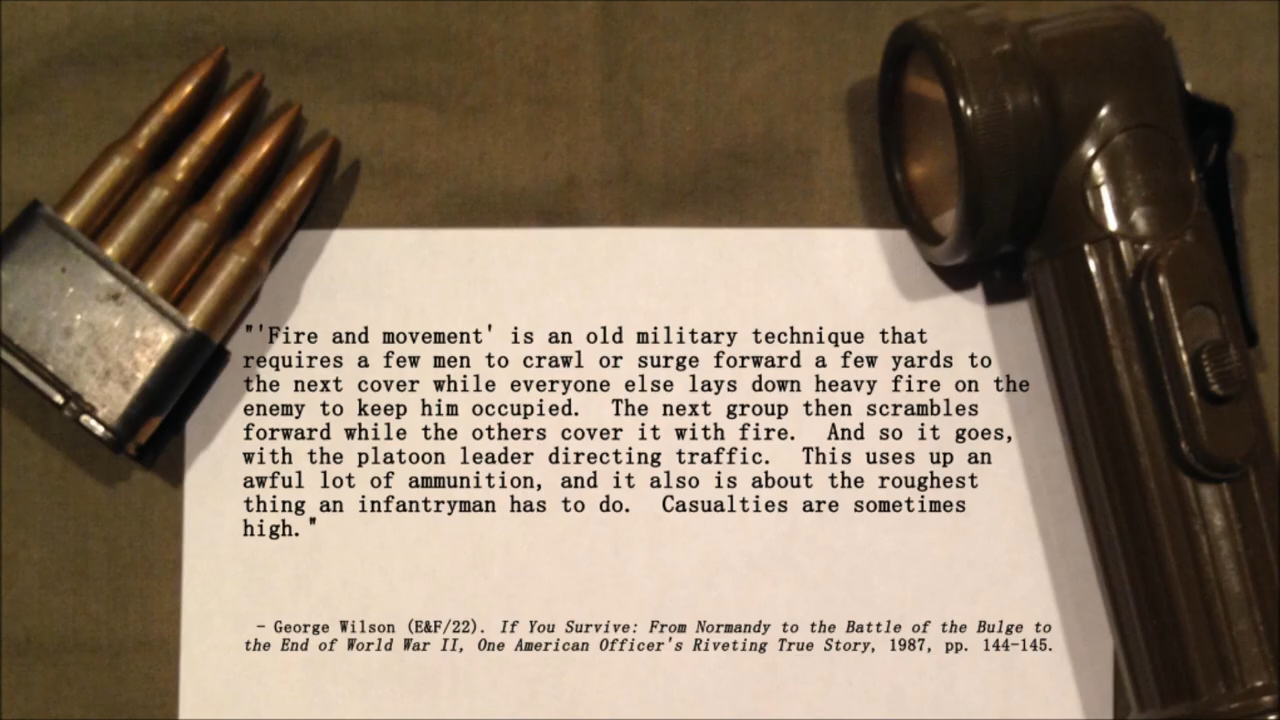 "'Fire and movement' is an old military technique that
requires a few men to crawl or surge forward a few yards to
the next cover while everyone else lays down heavy fire on the
enemy to keep him occupied.  The next group then scrambles
forward while the others cover it with fire.  And so it goes,
with the platoon leader directing traffic.  This uses up an
awful lot of ammunition, and it also is about the roughest
thing an infantryman has to do.  Casualties are sometimes
high."
– George Wilson (E&F/22). If You Survive: From Normandy to the Battle of the Bulge to
the End of World War II, One American Officer's Riveting True Story, 1987, pp. 144-145.